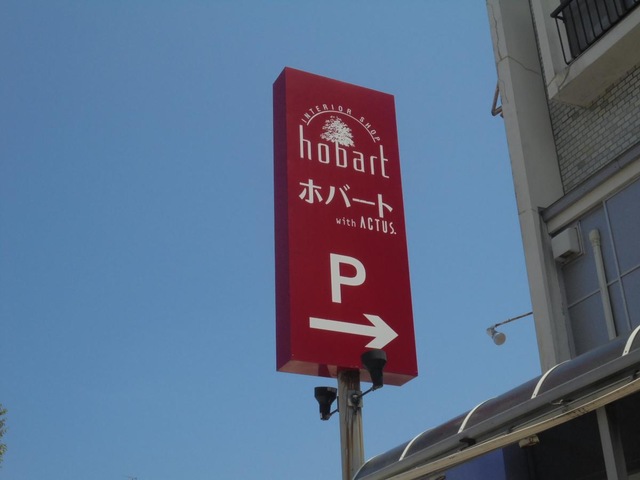 INTERIOR SHOP
hobart
ホバート
with ACTUS.
P